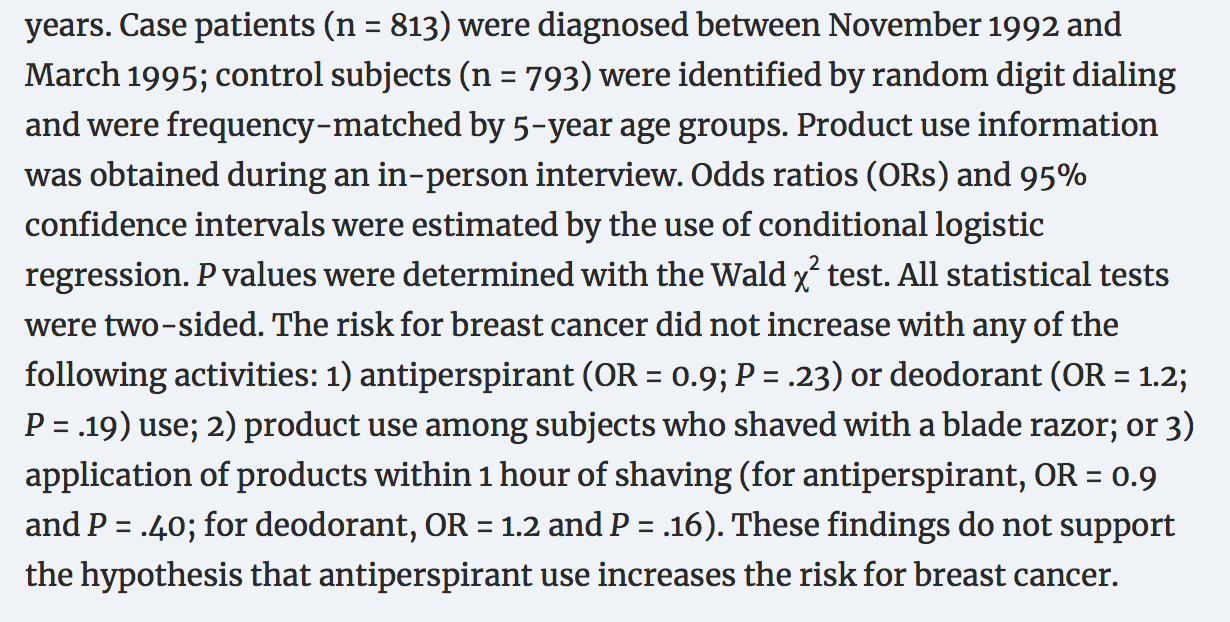 years. Case patients (n = 813) were diagnosed between November 1992 and
March 1995; control subjects (n = 793) were identified by random digit dialing
and were frequency-matched by 5-year age groups. Product use information
was obtained during an in-person interview. Odds ratios (ORs) and 95%
confidence intervals were estimated by the use of conditional logistic
regression. P values were determined with the Wald χ² test. All statistical tests
were two-sided. The risk for breast cancer did not increase with any of the
following activities: 1) antiperspirant (OR = 0.9; P = .23) or deodorant (OR = 1.2;
P = .19) use; 2) product use among subjects who shaved with a blade razor; or 3)
application of products within 1 hour of shaving (for antiperspirant, OR = 0.9
and P = .40; for deodorant, OR = 1.2 and P = .16). These findings do not support
the hypothesis that antiperspirant use increases the risk for breast cancer.